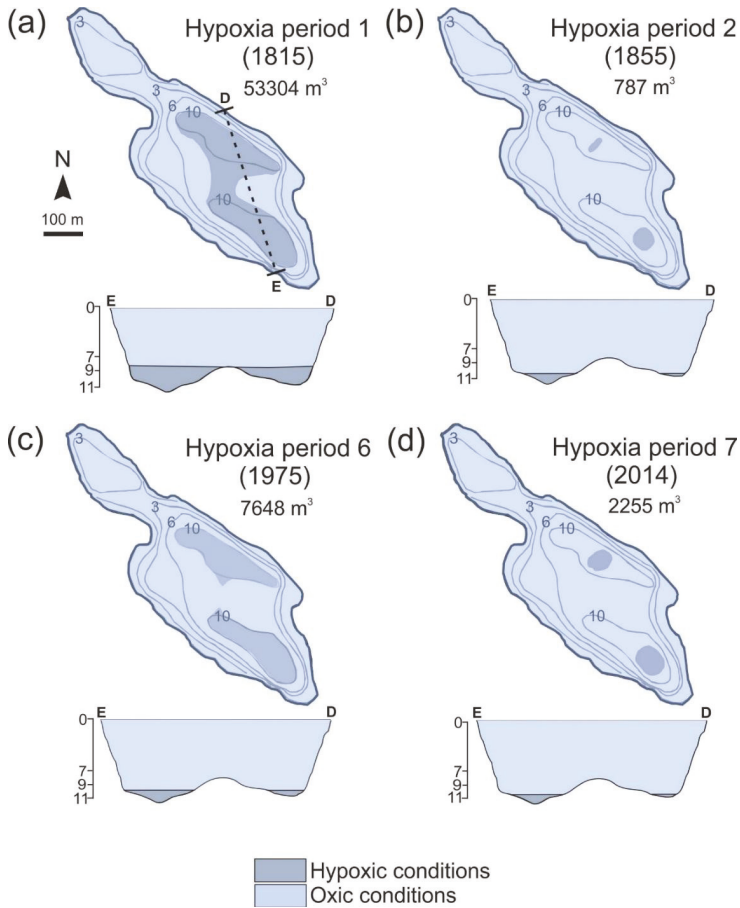 (a)
Hypoxia period 1
(1815)
53304 m³
3
3
6
10
D
10
E
N
100 m
E
D
0
7
9
11
(b)
Hypoxia period 2
(1855)
787 m³
3
3
6
10
10
E
D
0
7
9
11
(c)
Hypoxia period 6
(1975)
7648 m³
3
3
6
10
10
E
D
0
7
9
11
(d)
Hypoxia period 7
(2014)
2255 m³
3
3
6
10
10
E
D
0
7
9
11
Hypoxic conditions
Oxic conditions